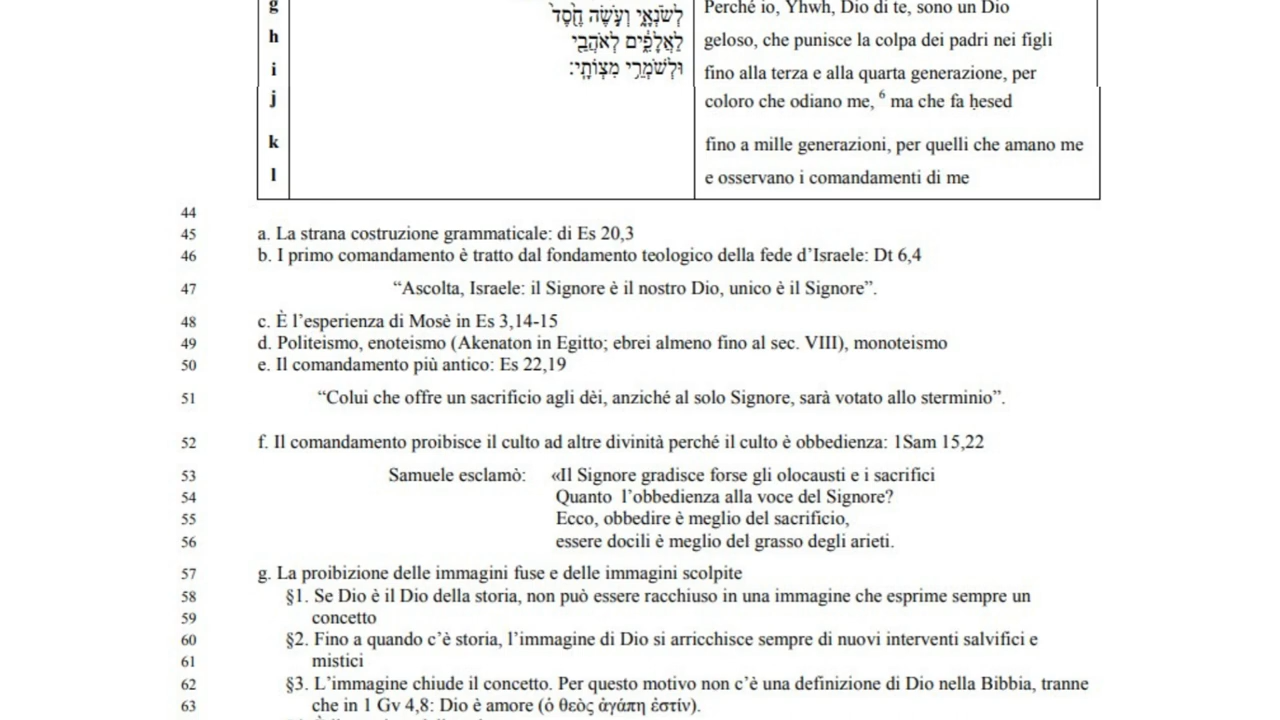 g לְשֹׂנְאָ֑י וְעֹ֤שֶׂה חֶ֙סֶד֙ Perché io, Yhwh, Dio di te, sono un Dio
h לַאֲלָפִ֔ים לְאֹהֲבַ֖י geloso, che punisce la colpa dei padri nei figli
i וּלְשֹׁמְרֵ֥י מִצְוֺתָֽי׃ fino alla terza e alla quarta generazione, per
j coloro che odiano me, 6 ma che fa ḥesed
k fino a mille generazioni, per quelli che amano me
l e osservano i comandamenti di me
44
45 a. La strana costruzione grammaticale: di Es 20,3
46 b. I primo comandamento è tratto dal fondamento teologico della fede d’Israele: Dt 6,4
47 “Ascolta, Israele: il Signore è il nostro Dio, unico è il Signore”.
48 c. È l’esperienza di Mosè in Es 3,14-15
49 d. Politeismo, enoteismo (Akenaton in Egitto; ebrei almeno fino al sec. VIII), monoteismo
50 e. Il comandamento più antico: Es 22,19
51 “Colui che offre un sacrificio agli dèi, anziché al solo Signore, sarà votato allo sterminio”.
52 f. Il comandamento proibisce il culto ad altre divinità perché il culto è obbedienza: 1Sam 15,22
53 Samuele esclamò: «Il Signore gradisce forse gli olocausti e i sacrifici
54 Quanto l’obbedienza alla voce del Signore?
55 Ecco, obbedire è meglio del sacrificio,
56 essere docili è meglio del grasso degli arieti.
57 g. La proibizione delle immagini fuse e delle immagini scolpite
58 §1. Se Dio è il Dio della storia, non può essere racchiuso in una immagine che esprime sempre un
59 concetto
60 §2. Fino a quando c’è storia, l’immagine di Dio si arricchisce sempre di nuovi interventi salvifici e
61 mistici
62 §3. L’immagine chiude il concetto. Per questo motivo non c’è una definizione di Dio nella Bibbia, tranne
63 che in 1 Gv 4,8: Dio è amore (ὁ θεὸς ἀγάπη ἐστίν).